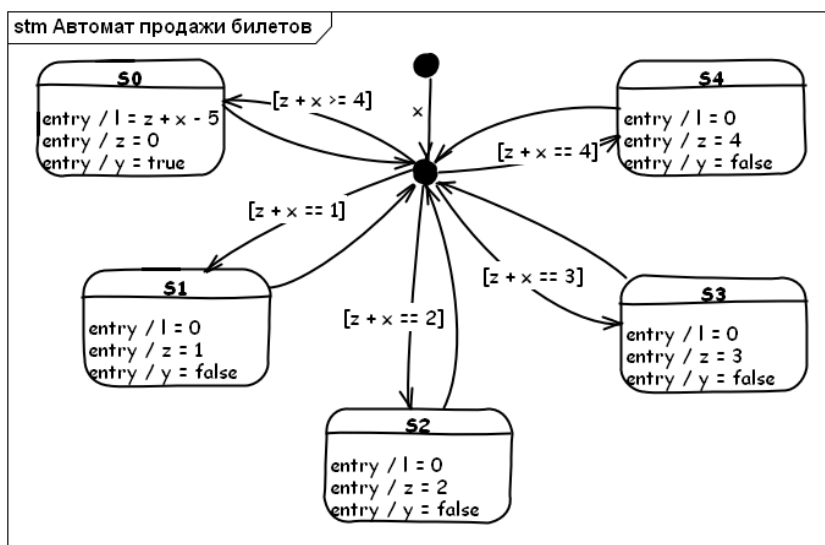 stm Автомат продажи билетов
S0
entry / l = z + x - 5
entry / z = 0
entry / y = true
[z + x >= 4]
x
S4
entry / l = 0
entry / z = 4
entry / y = false
[z + x == 4]
[z + x == 1]
S1
entry / l = 0
entry / z = 1
entry / y = false
[z + x == 2]
[z + x == 3]
S3
entry / l = 0
entry / z = 3
entry / y = false
S2
entry / l = 0
entry / z = 2
entry / y = false